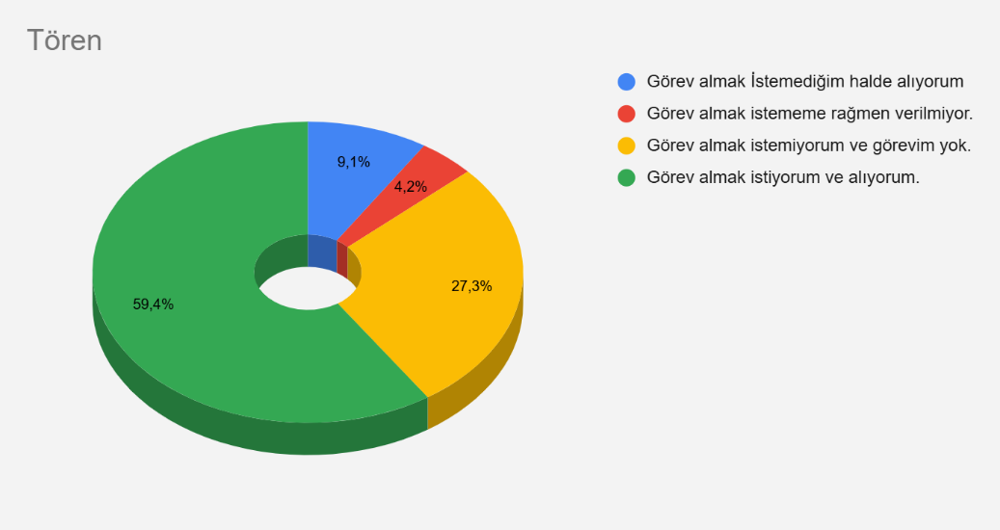 Tören
Görev almak İstemediğim halde alıyorum
Görev almak istememe rağmen verilmiyor.
Görev almak istemiyorum ve görevim yok.
Görev almak istiyorum ve alıyorum.
9,1%
4,2%
27,3%
59,4%